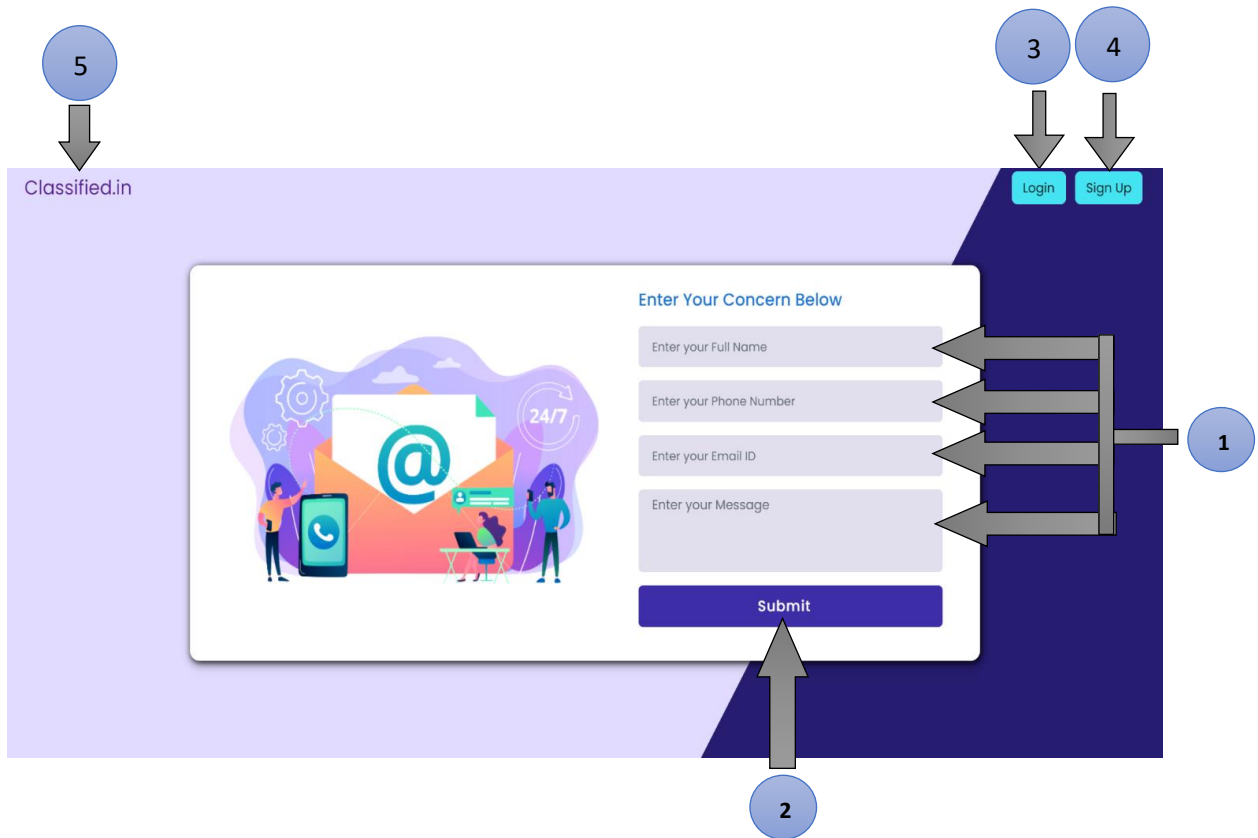 5
3
4
Classified.in
Login
Sign Up
Enter Your Concern Below
Enter your Full Name
Enter your Phone Number
24/7
@
Enter your Email ID
1
Enter your Message
Submit
2